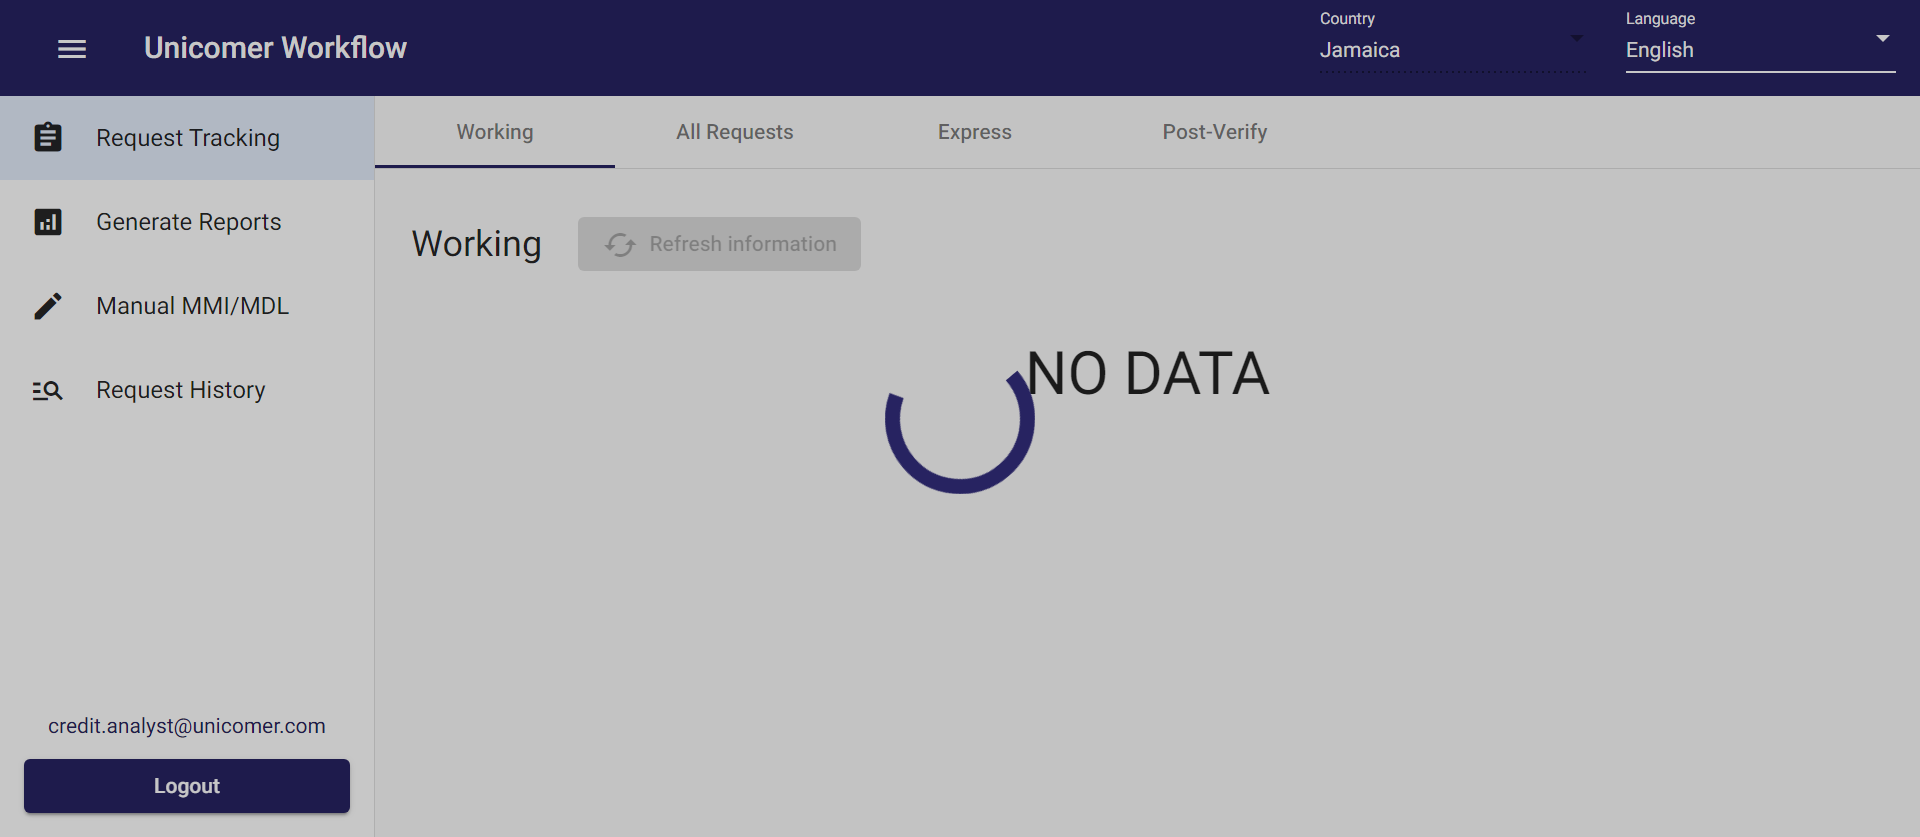 Unicomer Workflow
Country
Jamaica
Language
English
Request Tracking
Generate Reports
Manual MMI/MDL
Request History
credit.analyst@unicomer.com
Logout
Working
All Requests
Express
Post-Verify
Working
Refresh information
NO DATA